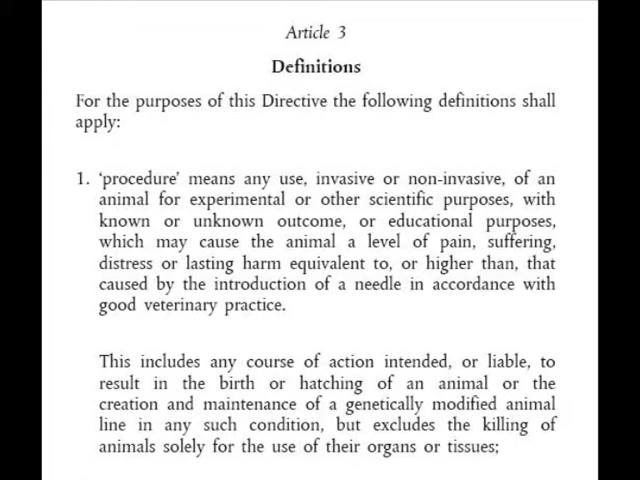 Article 3
Definitions
For the purposes of this Directive the following definitions shall
apply:
1. ‘procedure’ means any use, invasive or non-invasive, of an
animal for experimental or other scientific purposes, with
known or unknown outcome, or educational purposes,
which may cause the animal a level of pain, suffering,
distress or lasting harm equivalent to, or higher than, that
caused by the introduction of a needle in accordance with
good veterinary practice.
This includes any course of action intended, or liable, to
result in the birth or hatching of an animal or the
creation and maintenance of a genetically modified animal
line in any such condition, but excludes the killing of
animals solely for the use of their organs or tissues;